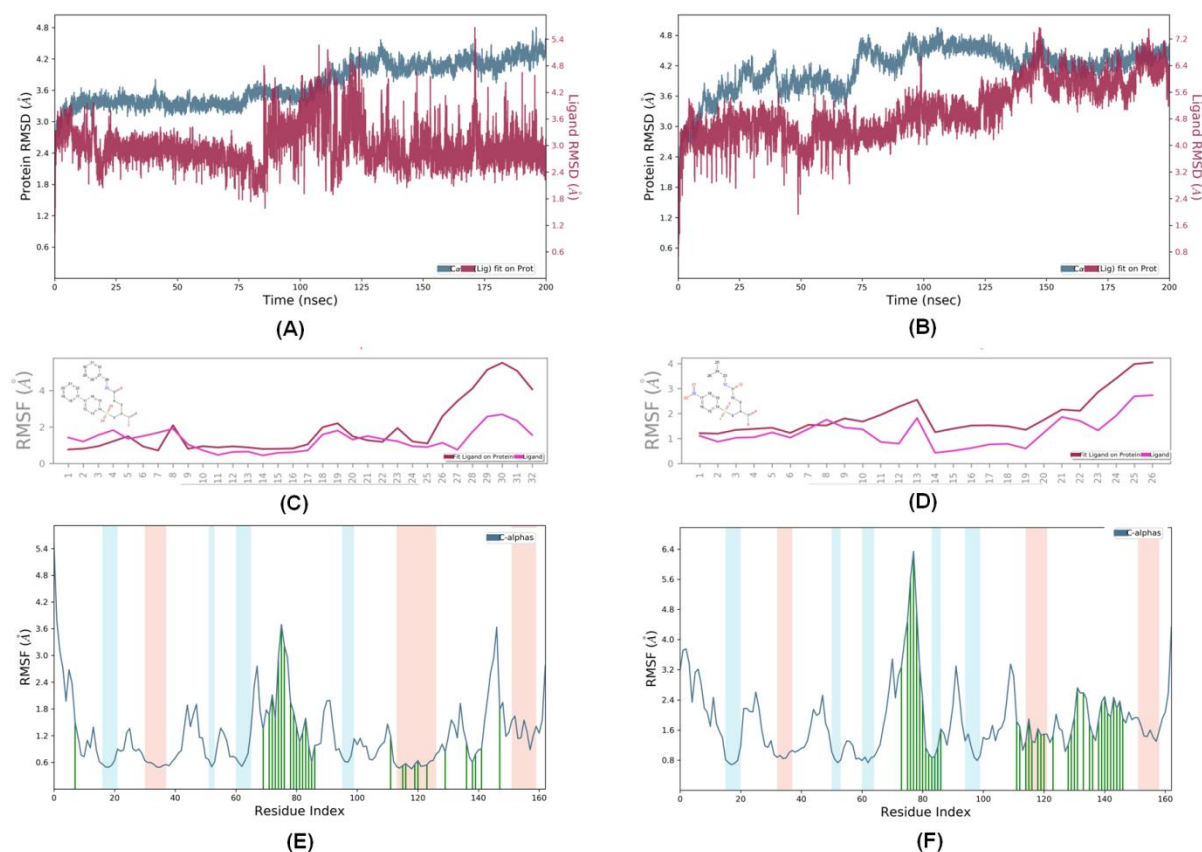 4.8
4.2
3.6
3.0
2.4
1.8
1.2
0.6
Protein RMSD (Å)
5.4
4.8
4.2
3.6
3.0
2.4
1.8
1.2
0.6
Ligand RMSD (Å)
Cα (Lig) fit on Prot
0 25 50 75 100 125 150 175 200
Time (nsec)
(A)
4.8
4.2
3.6
3.0
2.4
1.8
1.2
0.6
Protein RMSD (Å)
7.2
6.4
5.6
4.8
4.0
3.2
2.4
1.6
0.8
Ligand RMSD (Å)
Cα (Lig) fit on Prot
0 25 50 75 100 125 150 175 200
Time (nsec)
(B)
RMSF (Å)
4
2
0
Fit Ligand on Protein Ligand
1 2 3 4 5 6 7 8 9 10 11 12 13 14 15 16 17 18 19 20 21 22 23 24 25 26 27 28 29 30 31 32
(C)
RMSF (Å)
4
3
2
1
0
Fit Ligand on Protein Ligand
1 2 3 4 5 6 7 8 9 10 11 12 13 14 15 16 17 18 19 20 21 22 23 24 25 26
(D)
5.4
4.8
4.2
3.6
3.0
2.4
1.8
1.2
0.6
RMSF (Å)
C-alphas
0 20 40 60 80 100 120 140 160
Residue Index
(E)
6.4
5.6
4.8
4.0
3.2
2.4
1.6
0.8
RMSF (Å)
C-alphas
0 20 40 60 80 100 120 140 160
Residue Index
(F)